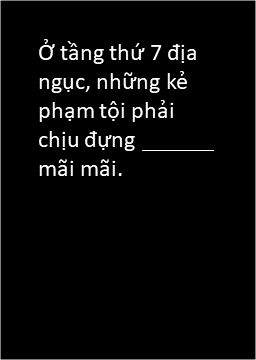 Ở tầng thứ 7 địa
ngục, những kẻ
phạm tội phải
chịu đựng _______
mãi mãi.